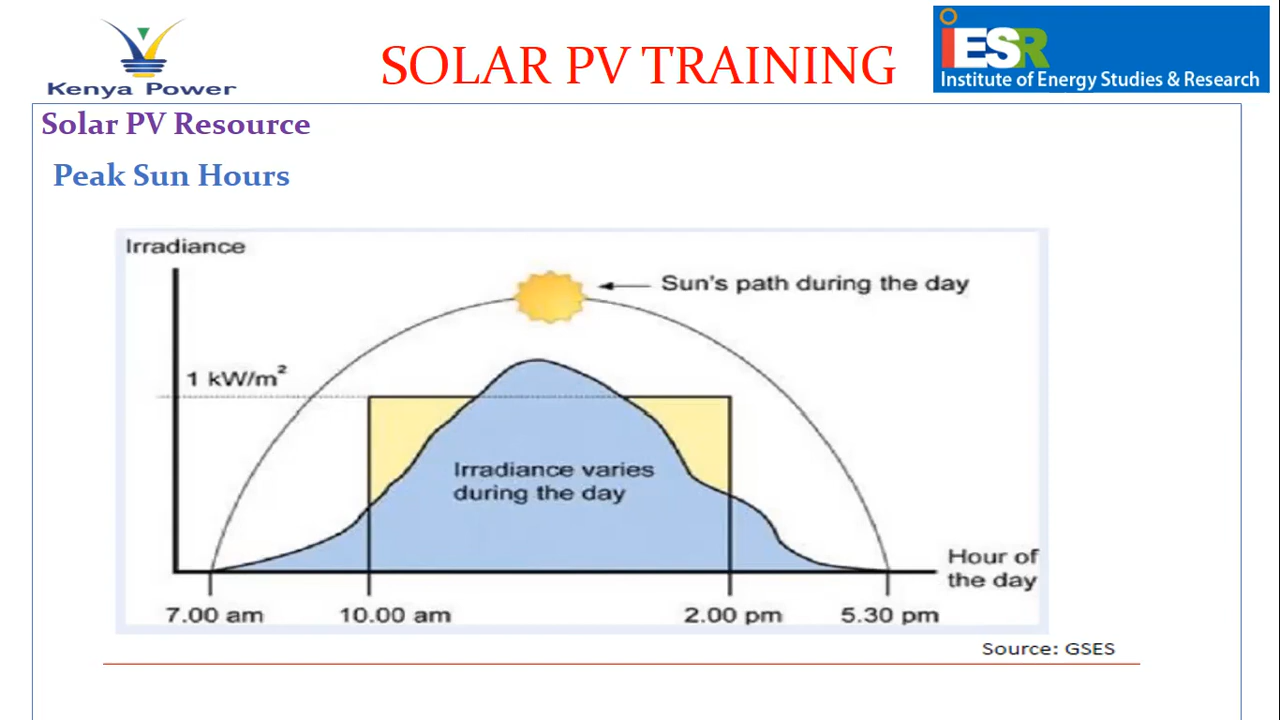 Kenya Power
SOLAR PV TRAINING
iESR
Institute of Energy Studies & Research
Solar PV Resource
Peak Sun Hours
Irradiance
Sun's path during the day
1 kW/m²
Irradiance varies
during the day
Hour of
the day
7.00 am 10.00 am 2.00 pm 5.30 pm
Source: GSES